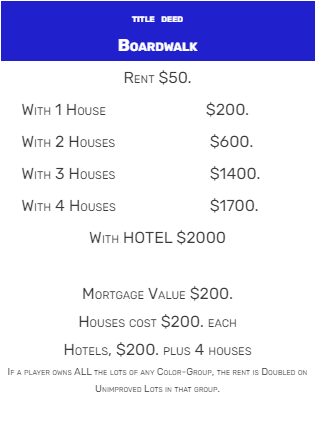 TITLE DEED
BOARDWALK
RENT $50.
WITH 1 HOUSE $200.
WITH 2 HOUSES $600.
WITH 3 HOUSES $1400.
WITH 4 HOUSES $1700.
WITH HOTEL $2000
MORTGAGE VALUE $200.
HOUSES COST $200. EACH
HOTELS, $200. PLUS 4 HOUSES
IF A PLAYER OWNS ALL THE LOTS OF ANY COLOR-GROUP, THE RENT IS DOUBLED ON
UNIMPROVED LOTS IN THAT GROUP.